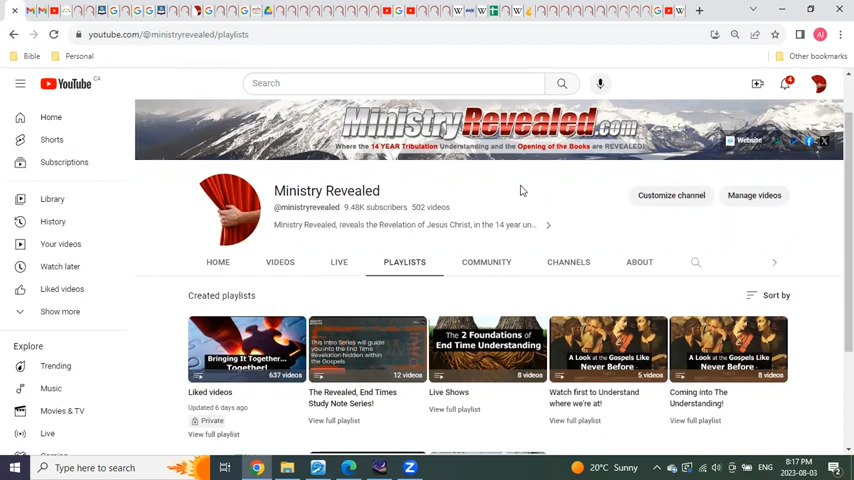 youtube.com/@ministryrevealed/playlists
Bible
Personal
Other bookmarks
YouTube CA
Search
4
AI
Home
Shorts
Subscriptions
Library
History
Your videos
Watch later
Liked videos
Show more
Explore
Trending
Music
Movies & TV
Live
MinistryRevealed.com
Where the 14 YEAR Tribulation Understanding and the Opening of the Books are REVEALED!
Website
Ministry Revealed
@ministryrevealed 9.48K subscribers 502 videos
Ministry Revealed, reveals the Revelation of Jesus Christ, in the 14 year un...
Customize channel
Manage videos
HOME VIDEOS LIVE PLAYLISTS COMMUNITY CHANNELS ABOUT
Created playlists
Sort by
Bringing It Together...
Together!
637 videos
Liked videos
Updated 6 days ago
Private
View full playlist
This Intro Series will guide
you into the End Time
Revelation hidden within
the Gospels
12 videos
The Revealed, End Times
Study Note Series!
View full playlist
The 2 Foundations of
End Time Understanding
8 videos
Live Shows
View full playlist
A Look at the Gospels Like
Never Before
5 videos
Watch first to Understand
where we're at!
View full playlist
A Look at the Gospels Like
Never Before
8 videos
Coming into The
Understanding!
View full playlist
Type here to search
20°C Sunny
ENG
8:17 PM
2023-08-03
2